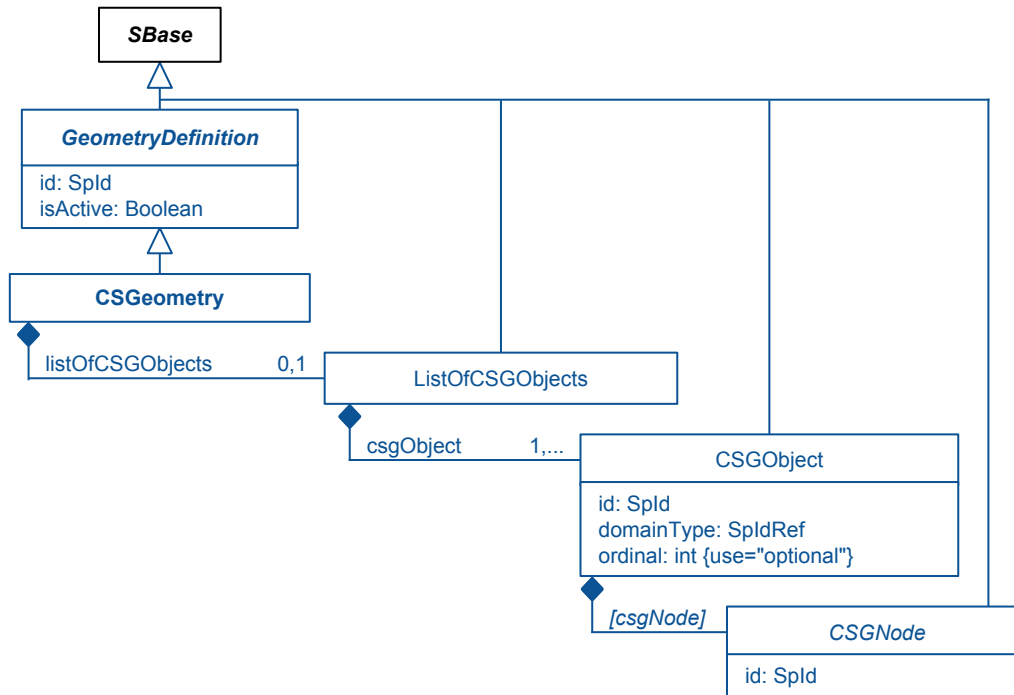 SBase
GeometryDefinition
id: SpId
isActive: Boolean
CSGeometry
listOfCSGObjects 0,1
ListOfCSGObjects
csgObject 1,...
CSGObject
id: SpId
domainType: SpIdRef
ordinal: int {use="optional"}
[csgNode]
CSGNode
id: SpId